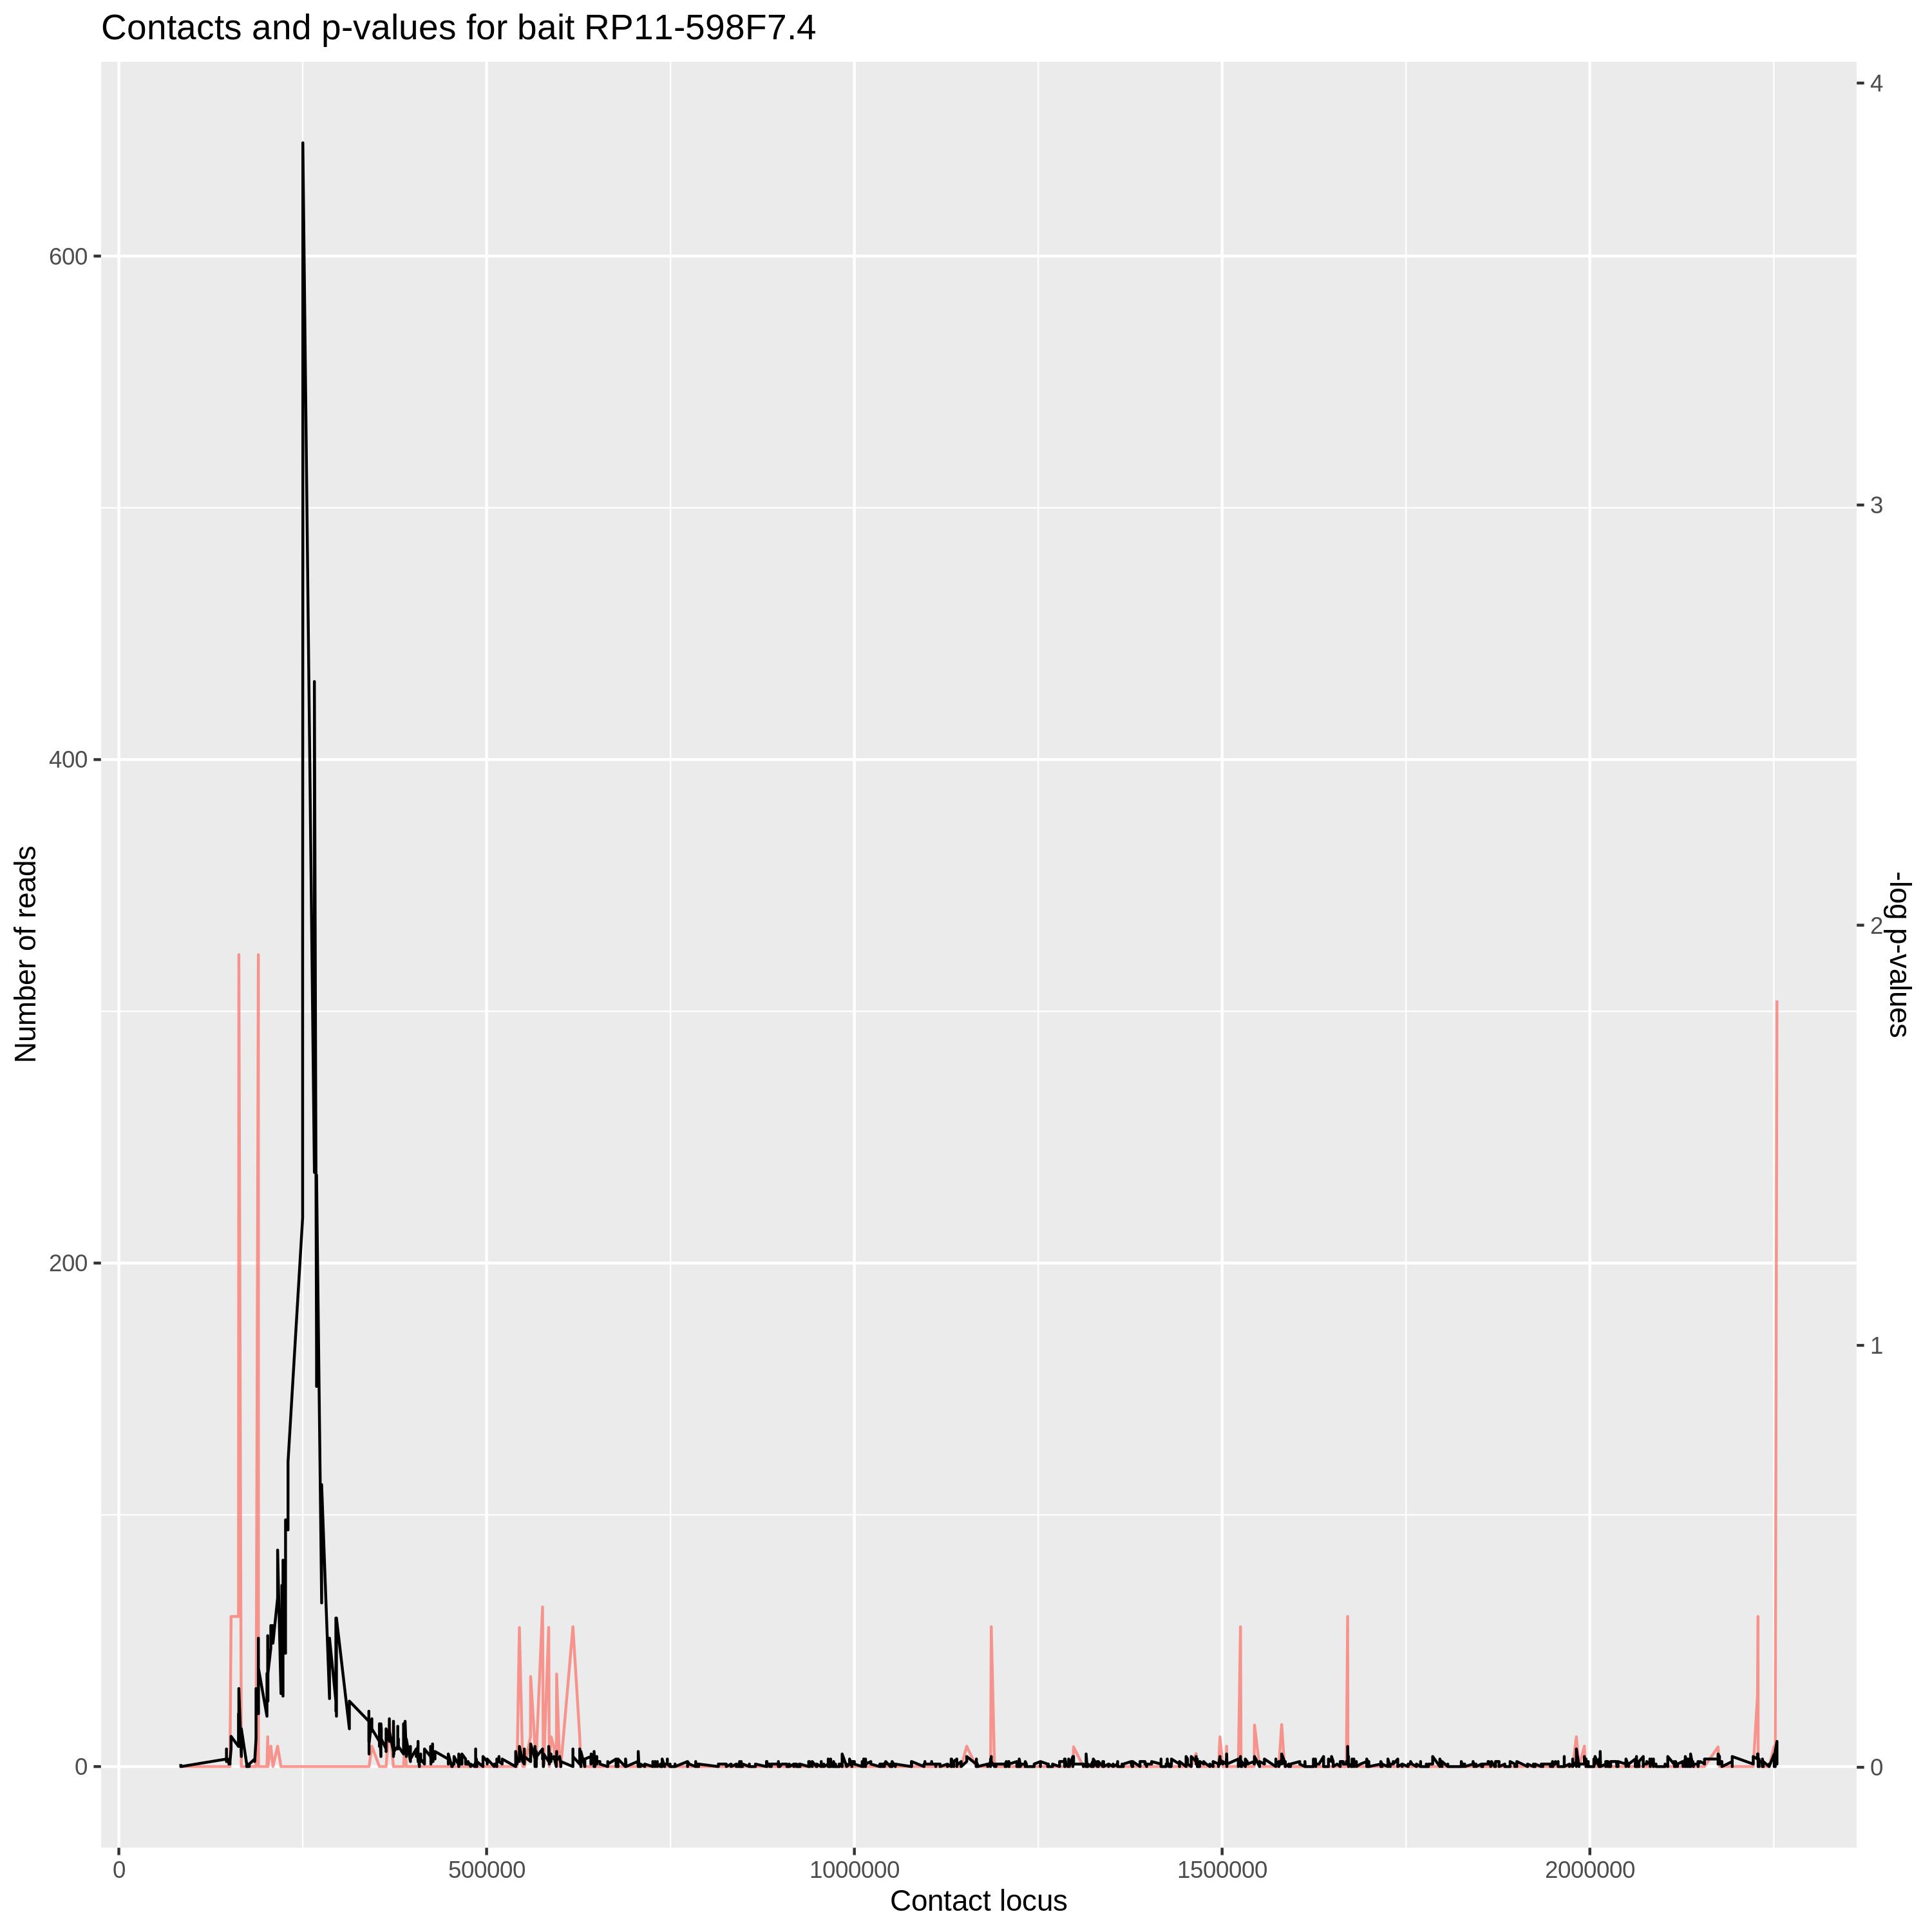 Contacts and p-values for bait RP11-598F7.4
Number of reads
600
400
200
0
4
3
2
1
0
-log p-values
0 500000 1000000 1500000 2000000
Contact locus